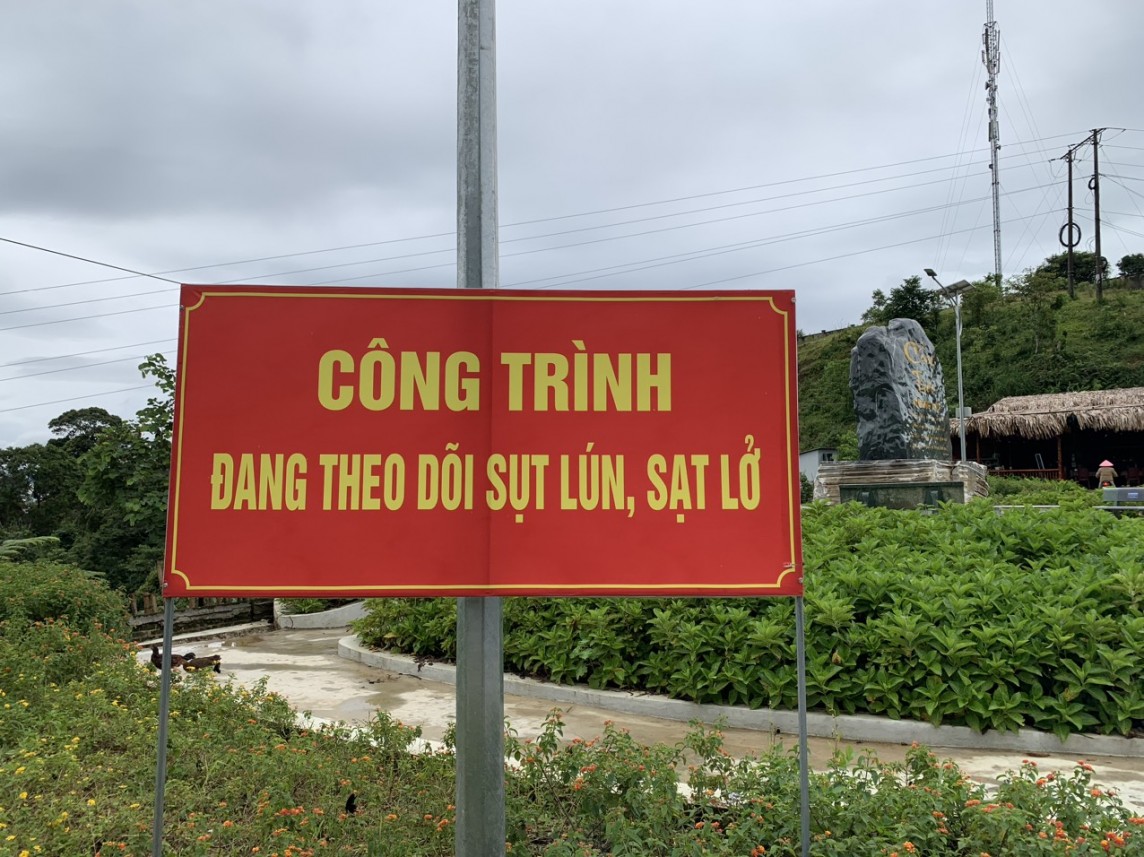 CÔNG TRÌNH
ĐANG THEO DÕI SỤT LÚN, SẠT LỞ